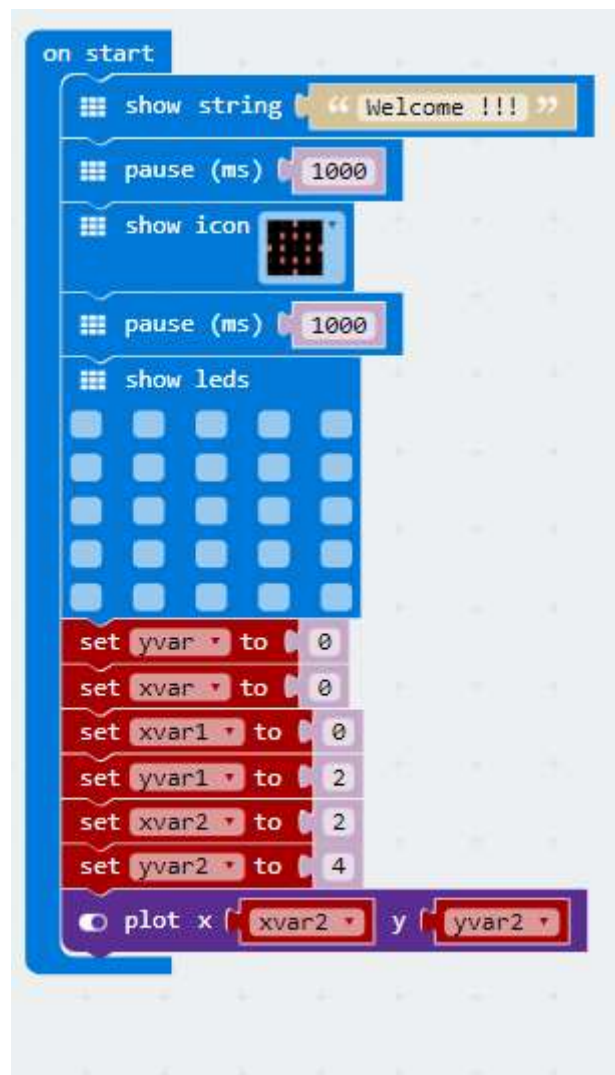 on start
show string “ Welcome !!! ”
pause (ms) 1000
show icon
pause (ms) 1000
show leds
set yvar to 0
set xvar to 0
set xvar1 to 0
set yvar1 to 2
set xvar2 to 2
set yvar2 to 4
plot x xvar2 y yvar2